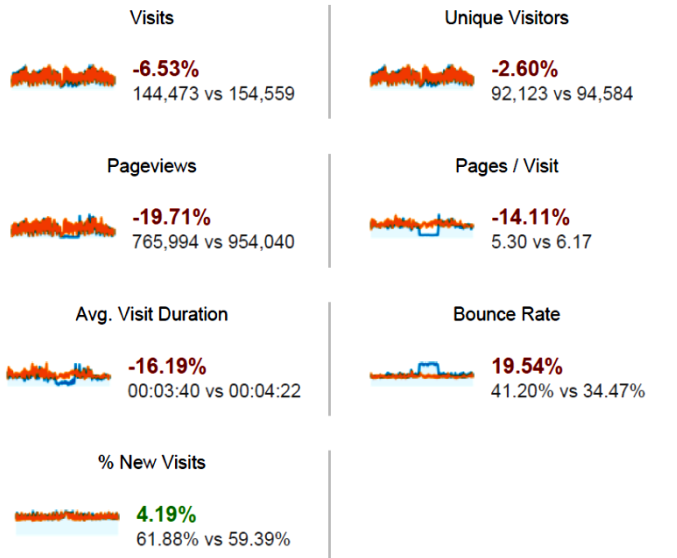 Visits
-6.53%
144,473 vs 154,559
Unique Visitors
-2.60%
92,123 vs 94,584
Pageviews
-19.71%
765,994 vs 954,040
Pages / Visit
-14.11%
5.30 vs 6.17
Avg. Visit Duration
-16.19%
00:03:40 vs 00:04:22
Bounce Rate
19.54%
41.20% vs 34.47%
% New Visits
4.19%
61.88% vs 59.39%